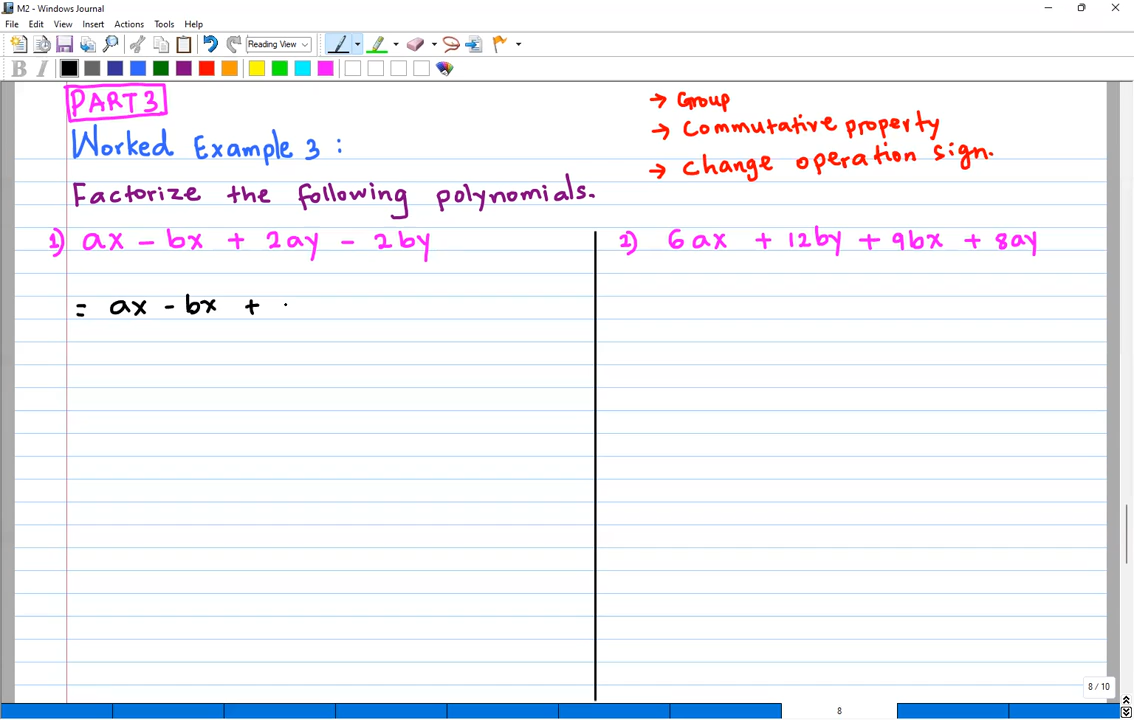 M2 - Windows Journal
File Edit View Insert Actions Tools Help
Reading View
B I
PART 3
Worked Example 3 :
Factorize the following polynomials.
→ Group
→ Commutative property
→ Change operation sign.
1) ax - bx + 2ay - 2by
= ax - bx +
2) 6ax + 12by + 9bx + 8ay
8 / 10
8